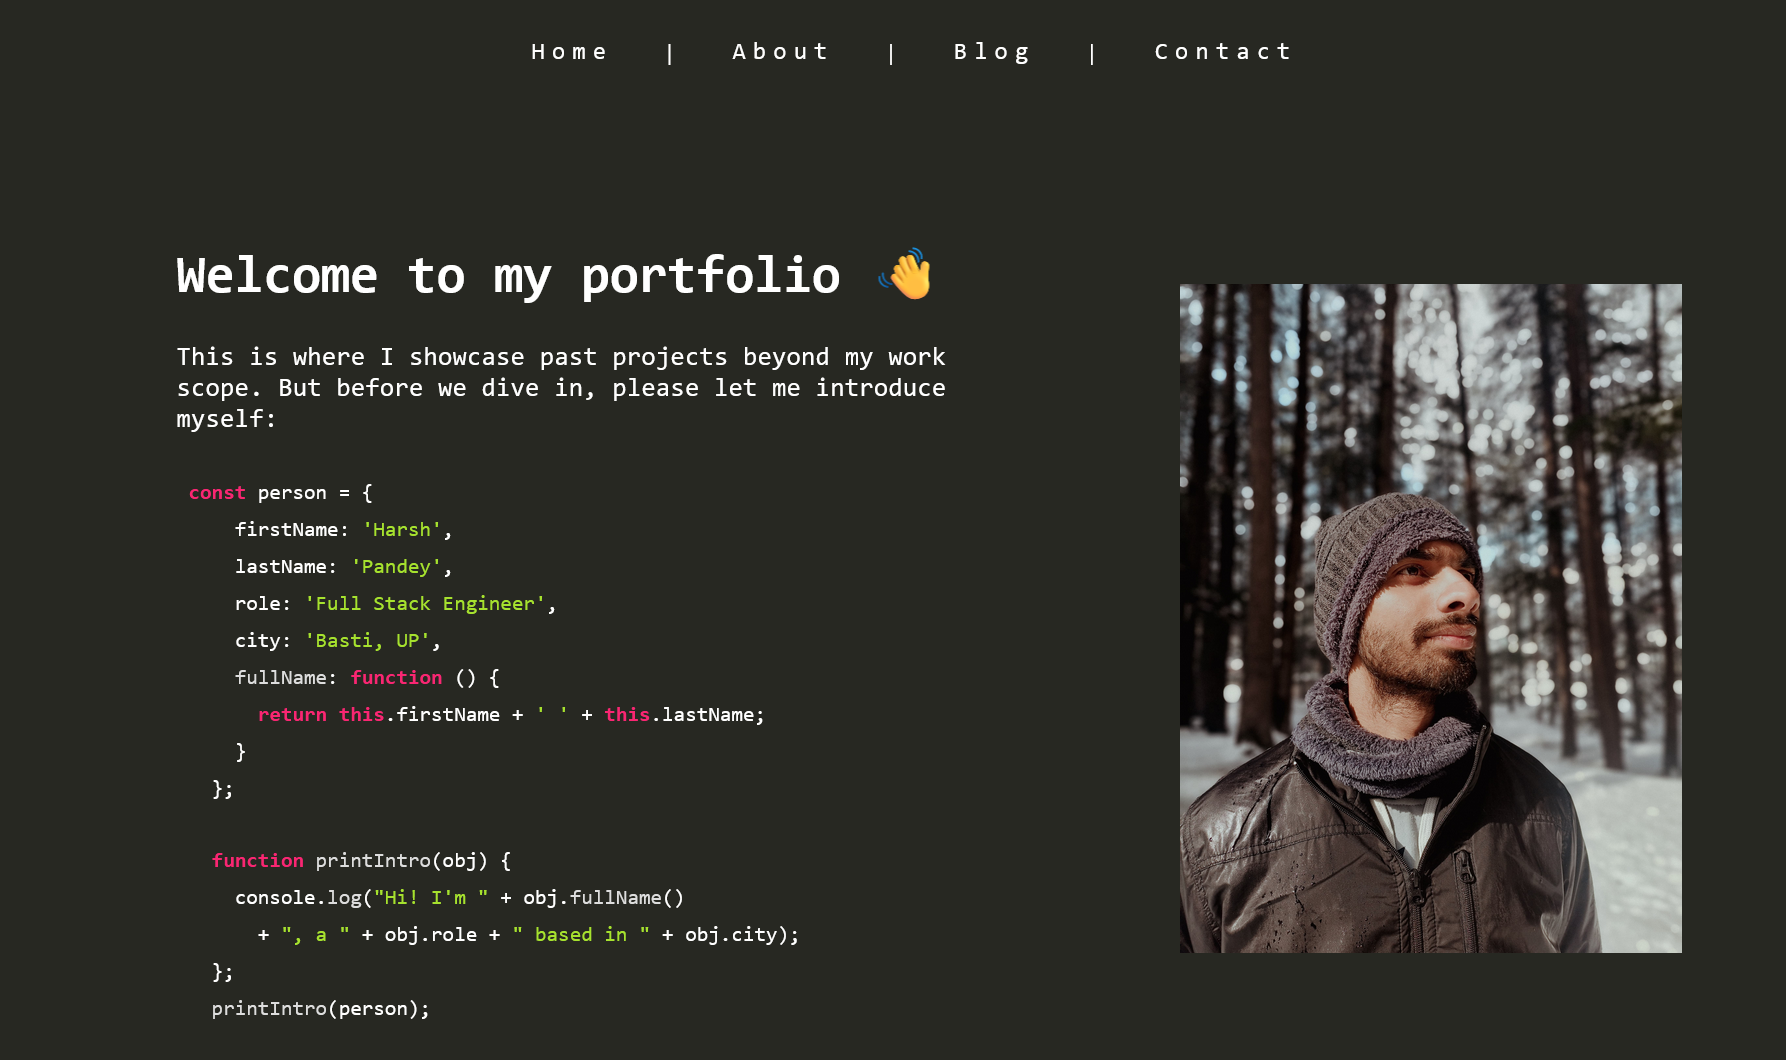 Home | About | Blog | Contact
Welcome to my portfolio 👋
This is where I showcase past projects beyond my work
scope. But before we dive in, please let me introduce
myself:
const person = {
    firstName: 'Harsh',
    lastName: 'Pandey',
    role: 'Full Stack Engineer',
    city: 'Basti, UP',
    fullName: function () {
      return this.firstName + ' ' + this.lastName;
    }
  };
  function printIntro(obj) {
    console.log("Hi! I'm " + obj.fullName()
      + ", a " + obj.role + " based in " + obj.city);
  };
  printIntro(person);